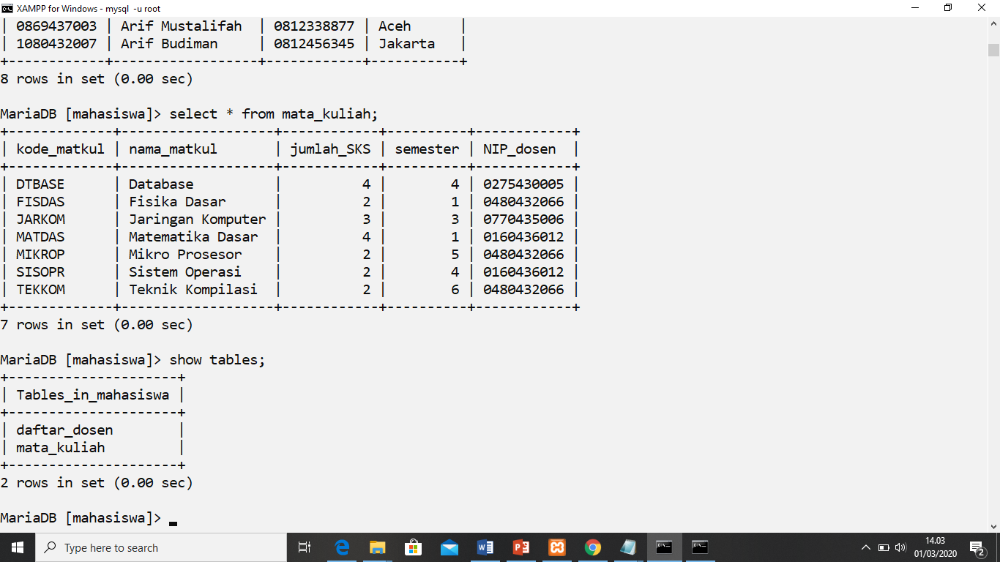 XAMPP for Windows - mysql -u root
| 0869437003 | Arif Mustalifah  | 0812338877 | Aceh      |
| 1080432007 | Arif Budiman     | 0812456345 | Jakarta   |
+------------+------------------+------------+-----------+
8 rows in set (0.00 sec)
MariaDB [mahasiswa]> select * from mata_kuliah;
+-------------+-------------------+------------+----------+------------+
| kode_matkul | nama_matkul       | jumlah_SKS | semester | NIP_dosen  |
+-------------+-------------------+------------+----------+------------+
| DTBASE      | Database          |          4 |        4 | 0275430005 |
| FISDAS      | Fisika Dasar      |          2 |        1 | 0480432066 |
| JARKOM      | Jaringan Komputer |          3 |        3 | 0770435006 |
| MATDAS      | Matematika Dasar  |          4 |        1 | 0160436012 |
| MIKROP      | Mikro Prosesor    |          2 |        5 | 0480432066 |
| SISOPR      | Sistem Operasi    |          2 |        4 | 0160436012 |
| TEKKOM      | Teknik Kompilasi  |          2 |        6 | 0480432066 |
+-------------+-------------------+------------+----------+------------+
7 rows in set (0.00 sec)
MariaDB [mahasiswa]> show tables;
+---------------------+
| Tables_in_mahasiswa |
+---------------------+
| daftar_dosen        |
| mata_kuliah         |
+---------------------+
2 rows in set (0.00 sec)
MariaDB [mahasiswa]>
Type here to search
14.03
01/03/2020
2